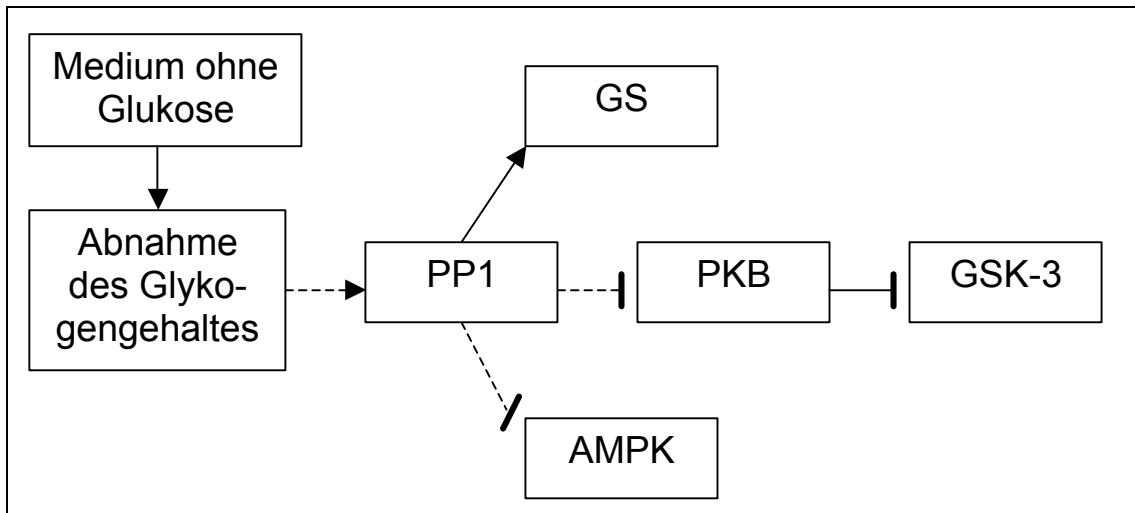 Medium ohne
Glukose
Abnahme
des Glyko-
gengehaltes
GS
PP1
PKB
GSK-3
AMPK